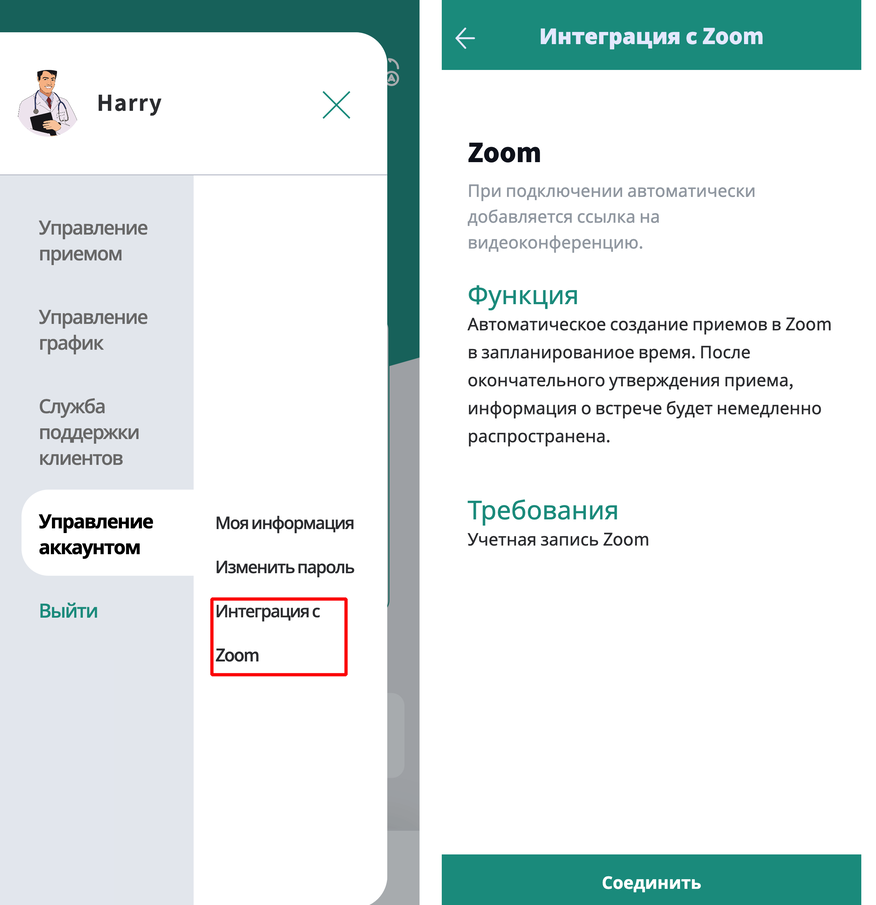 Harry
Управление
приемом
Управление
график
Служба
поддержки
клиентов
Управление
аккаунтом
Выйти
Моя информация
Изменить пароль
Интеграция с
Zoom
Интеграция с Zoom
Zoom
При подключении автоматически
добавляется ссылка на
видеоконференцию.
Функция
Автоматическое создание приемов в Zoom
в запланированиое время. После
окончательного утверждения приема,
информация о встрече будет немедленно
распространена.
Требования
Учетная запись Zoom
Соединить